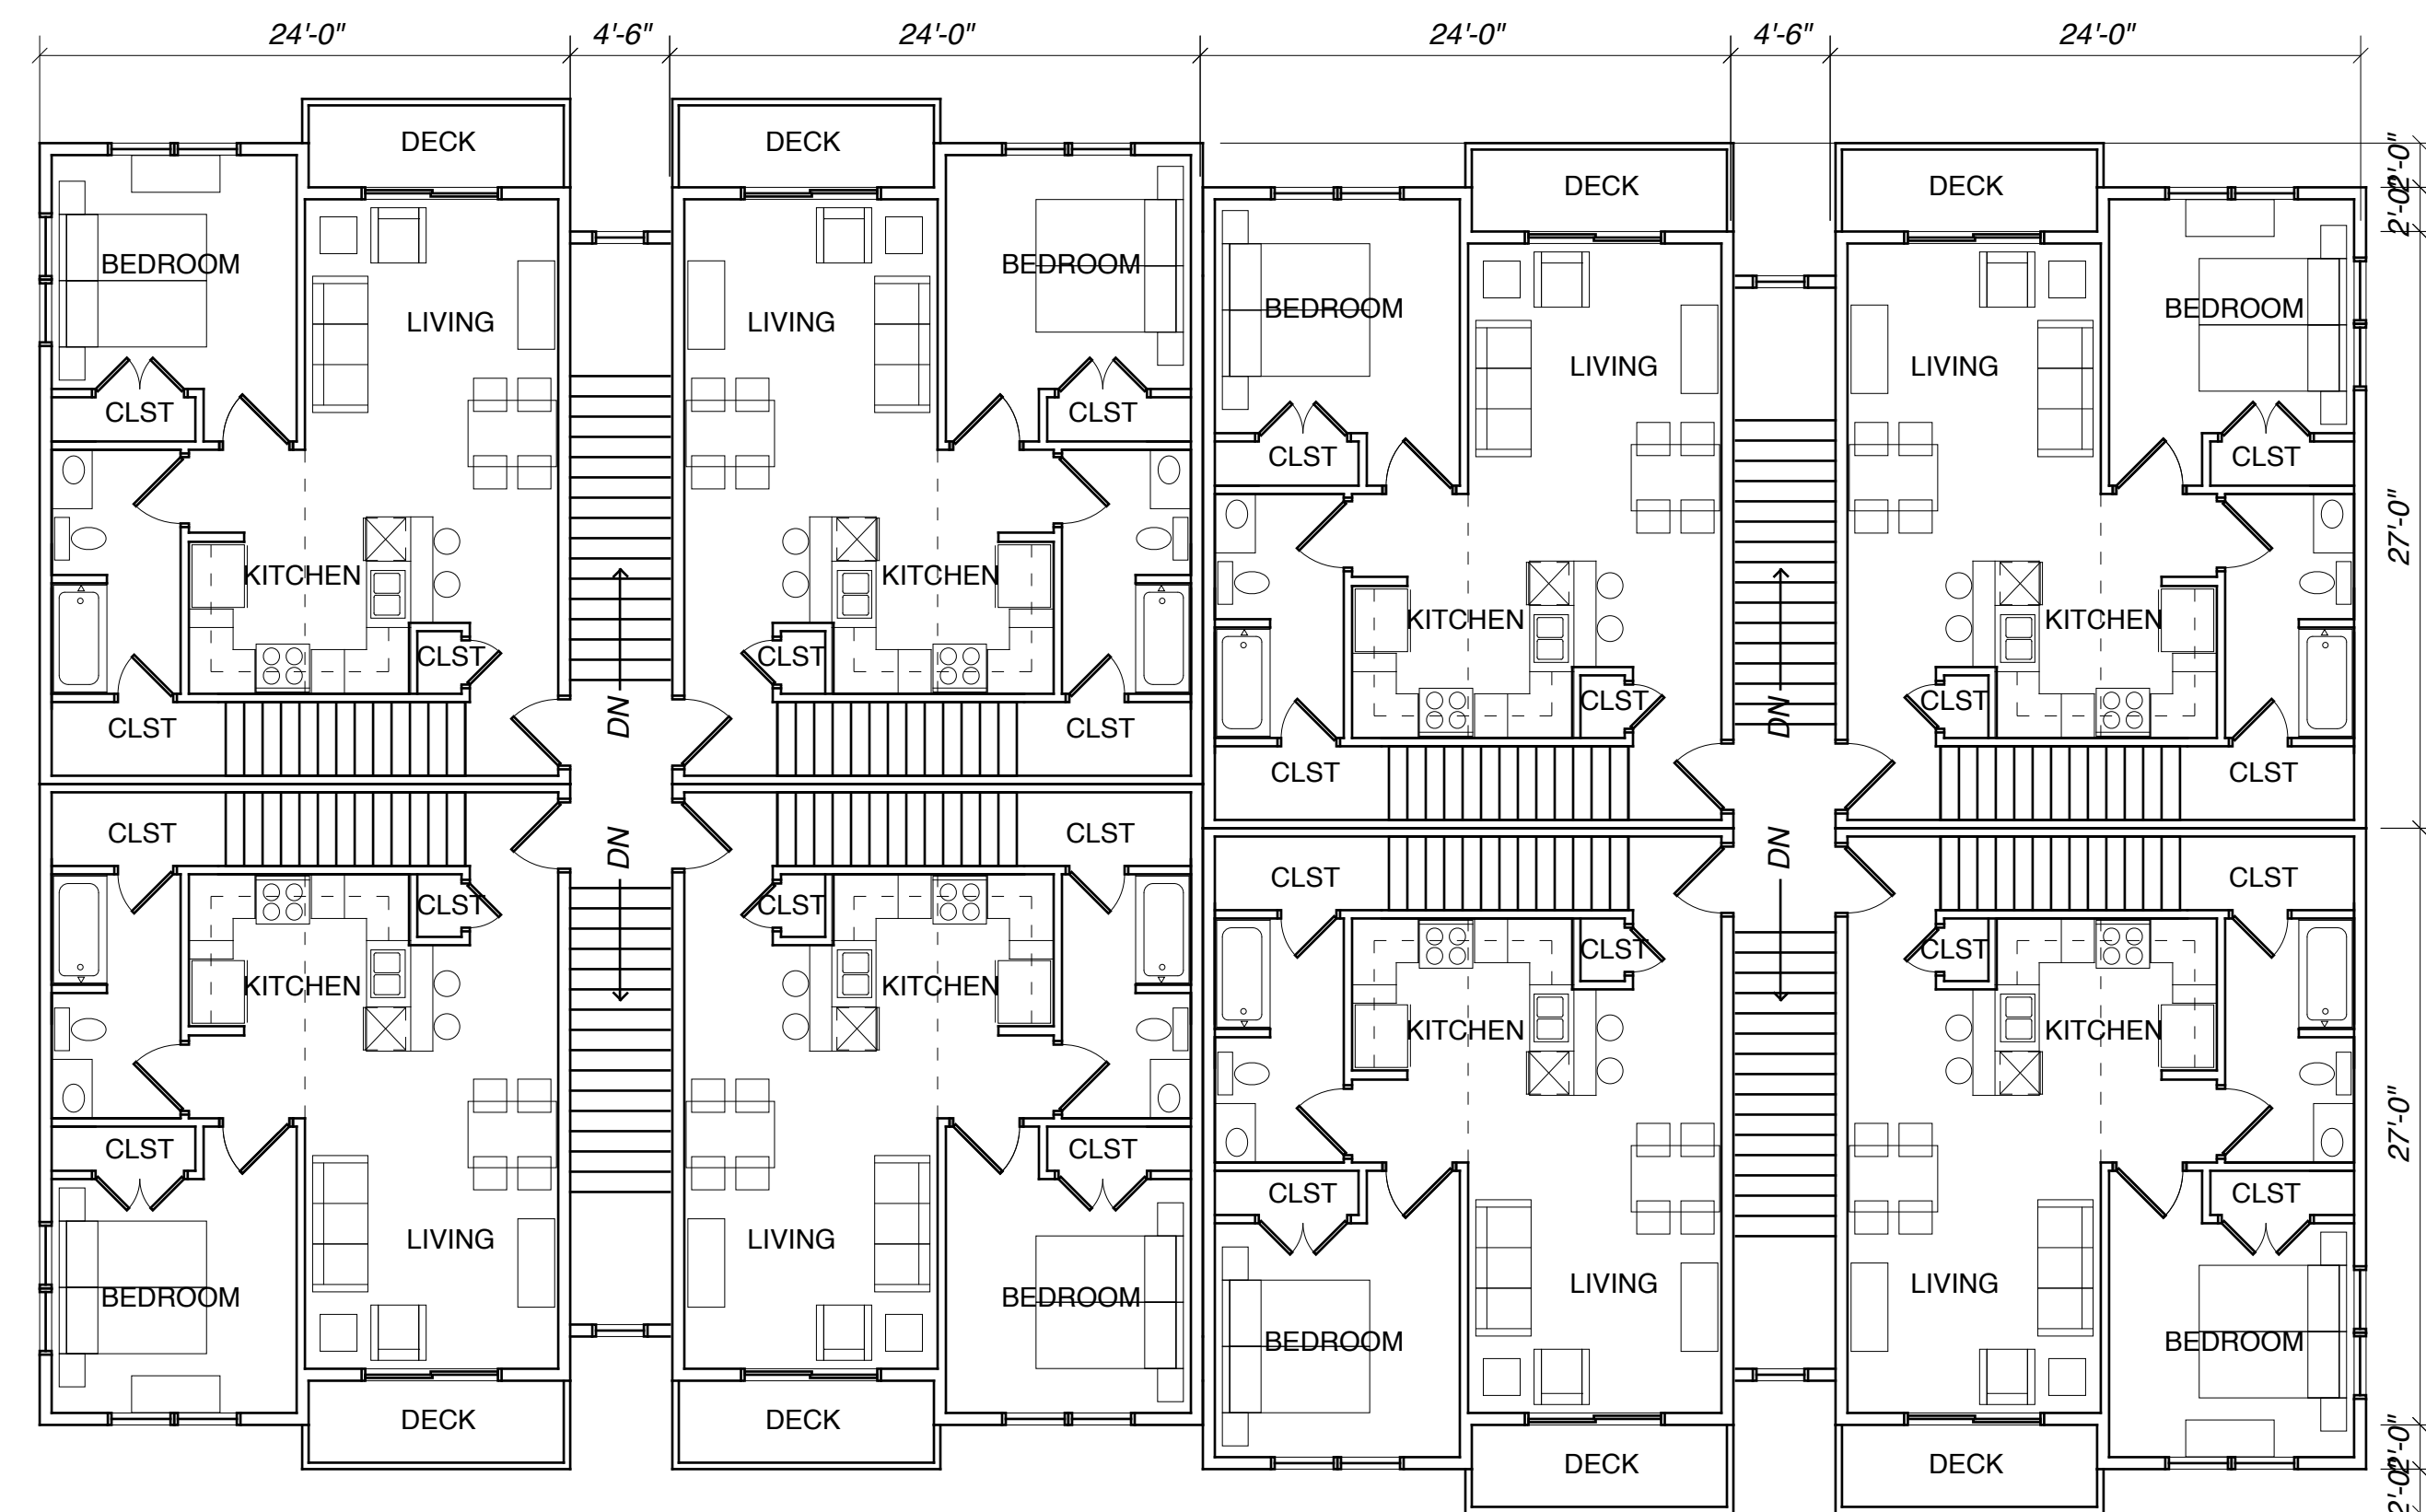 24'-0" 4'-6" 24'-0" 24'-0" 4'-6" 24'-0"
DECK DECK
2'-0"
DECK DECK
2'-0"
BEDROOM BEDROOM
BEDROOM BEDROOM
LIVING LIVING
LIVING LIVING
CLST CLST
CLST CLST
27'-0"
KITCHEN KITCHEN
KITCHEN KITCHEN
CLST CLST
CLST CLST
DN DN
CLST CLST
CLST CLST
CLST CLST
DN DN
CLST CLST
CLST CLST
CLST CLST
KITCHEN KITCHEN
KITCHEN KITCHEN
27'-0"
CLST CLST
CLST CLST
LIVING LIVING
LIVING LIVING
BEDROOM BEDROOM
BEDROOM BEDROOM
DECK DECK
2'-0"
DECK DECK
2'-0"